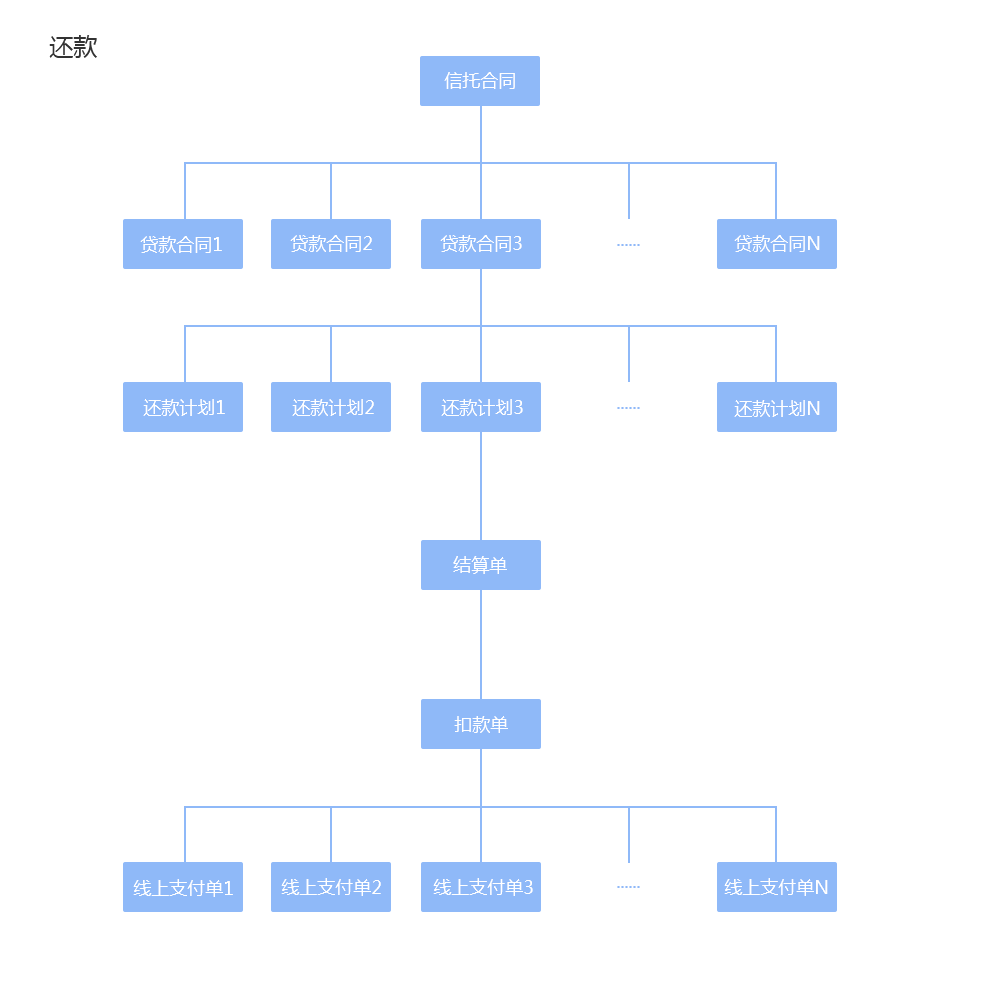 还款
信托合同
贷款合同1
贷款合同2
贷款合同3
······
贷款合同N
还款计划1
还款计划2
还款计划3
······
还款计划N
结算单
扣款单
线上支付单1
线上支付单2
线上支付单3
······
线上支付单N